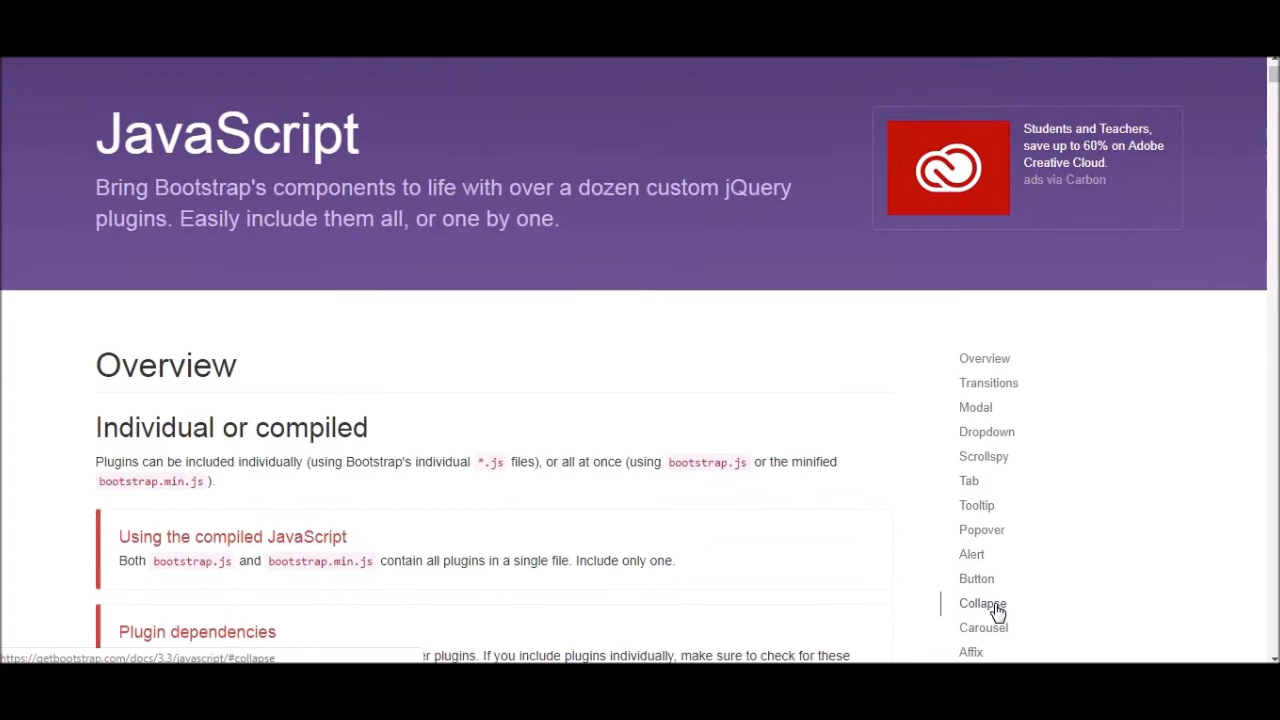 JavaScript
Bring Bootstrap's components to life with over a dozen custom jQuery
plugins. Easily include them all, or one by one.
Students and Teachers,
save up to 60% on Adobe
Creative Cloud.
ads via Carbon
Overview
Individual or compiled
Plugins can be included individually (using Bootstrap's individual *.js files), or all at once (using bootstrap.js or the minified
bootstrap.min.js ).
Using the compiled JavaScript
Both bootstrap.js and bootstrap.min.js contain all plugins in a single file. Include only one.
Plugin dependencies
er plugins. If you include plugins individually, make sure to check for these
Overview
Transitions
Modal
Dropdown
Scrollspy
Tab
Tooltip
Popover
Alert
Button
Collapse
Carousel
Affix
https://getbootstrap.com/docs/3.3/javascript/#collapse